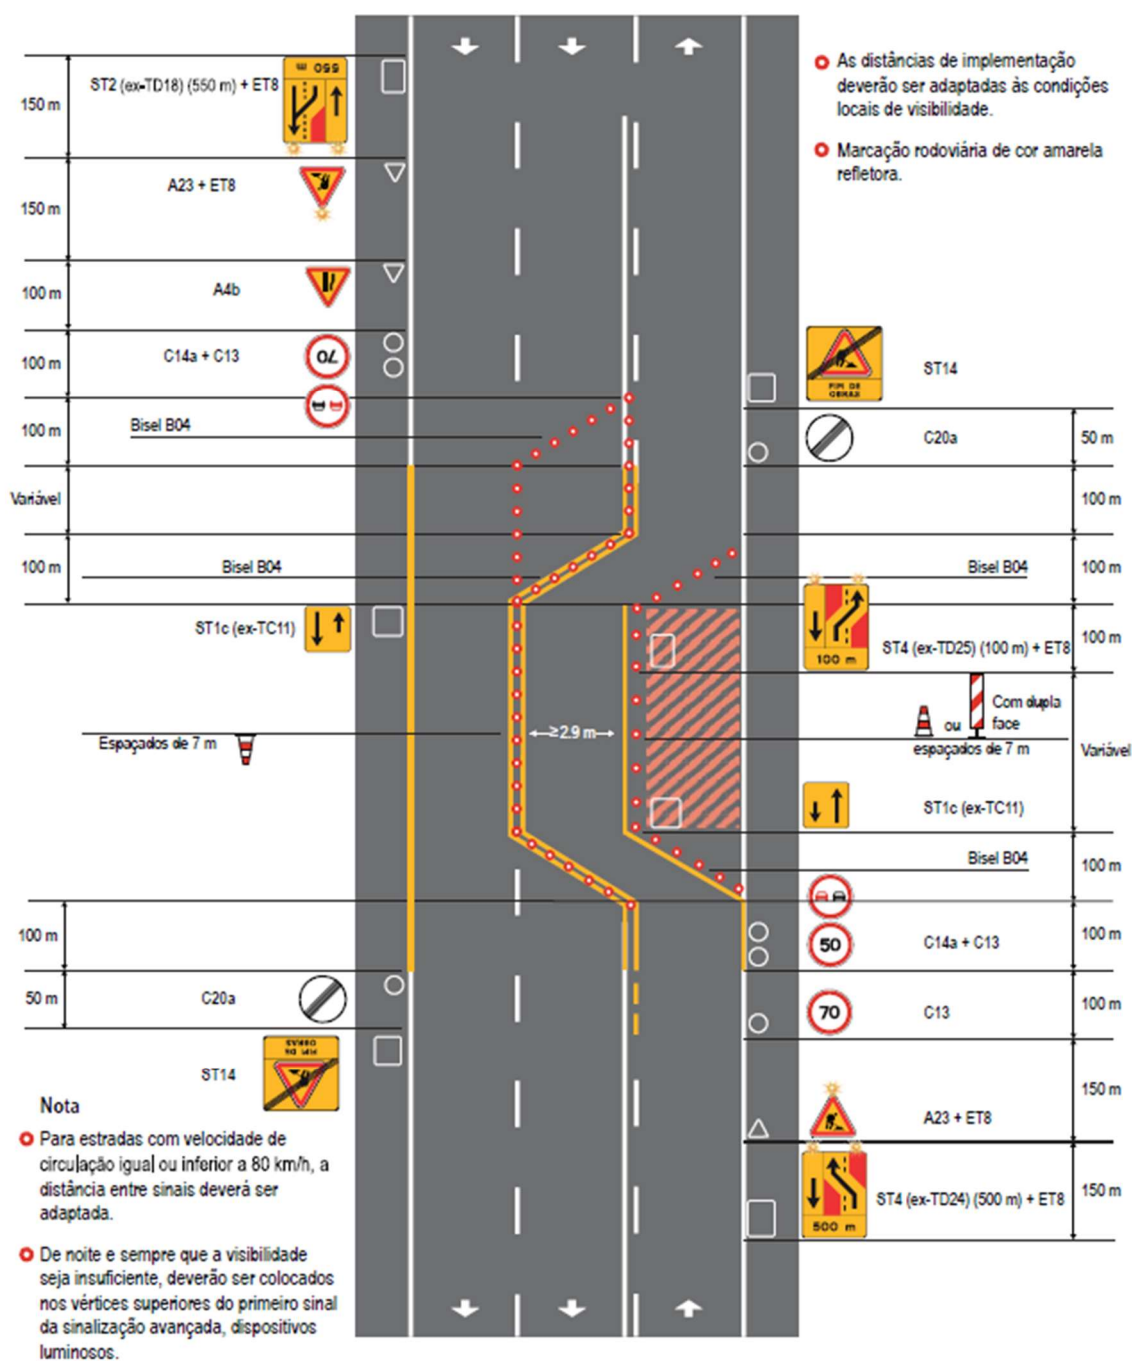 150 m
ST2 (ex-TD18) (550 m) + ET8
550 m
150 m
A23 + ET8
100 m
A4b
100 m
C14a + C13
70
100 m
Bisel B04
Variável
100 m
Bisel B04
ST1c (ex-TC11)
Espaçados de 7 m
≥2.9 m
100 m
50 m
C20a
FIM DE
OBRAS
ST14
Nota
Para estradas com velocidade de
circulação igual ou inferior a 80 km/h, a
distância entre sinais deverá ser
adaptada.
De noite e sempre que a visibilidade
seja insuficiente, deverão ser colocados
nos vértices superiores do primeiro sinal
da sinalização avançada, dispositivos
luminosos.
As distâncias de implementação
deverão ser adaptadas às condições
locais de visibilidade.
Marcação rodoviária de cor amarela
refletora.
FIM DE
OBRAS
ST14
C20a
50 m
100 m
Bisel B04
100 m
100 m
ST4 (ex-TD25) (100 m) + ET8
100 m
ou
Com dupla
face
espaçados de 7 m
Variável
ST1c (ex-TC11)
Bisel B04
100 m
50
C14a + C13
100 m
70
C13
100 m
A23 + ET8
150 m
500 m
ST4 (ex-TD24) (500 m) + ET8
150 m